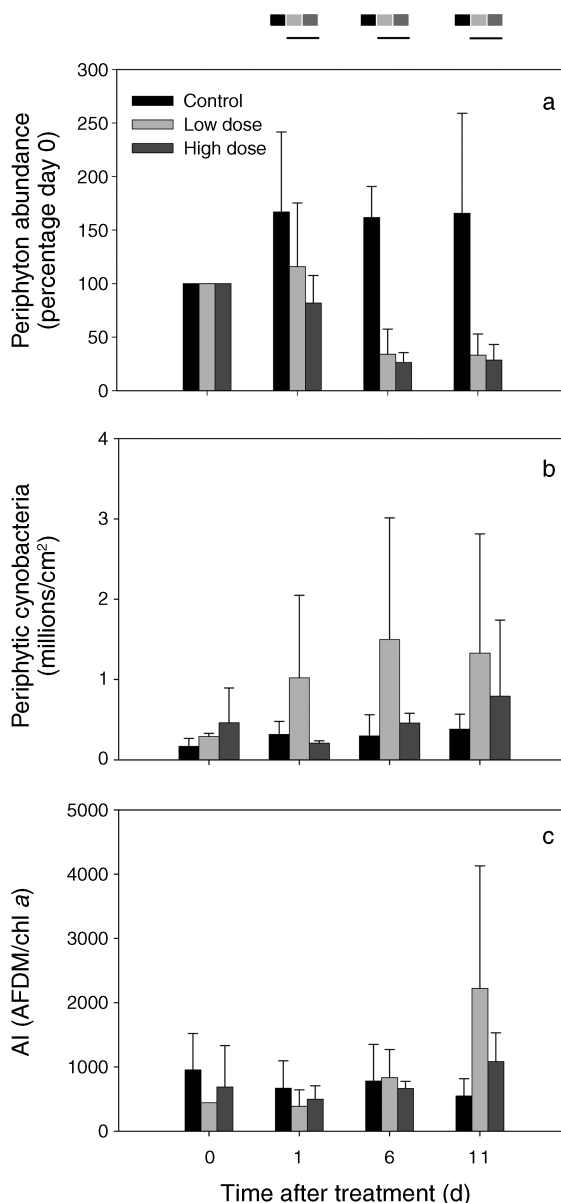 300
250
200
150
100
50
0
Periphyton abundance
(percentage day 0)
Control
Low dose
High dose
a
4
3
2
1
0
Periphytic cynobacteria
(millions/cm²)
b
5000
4000
3000
2000
1000
0
AI (AFDM/chl a)
c
0 1 6 11
Time after treatment (d)